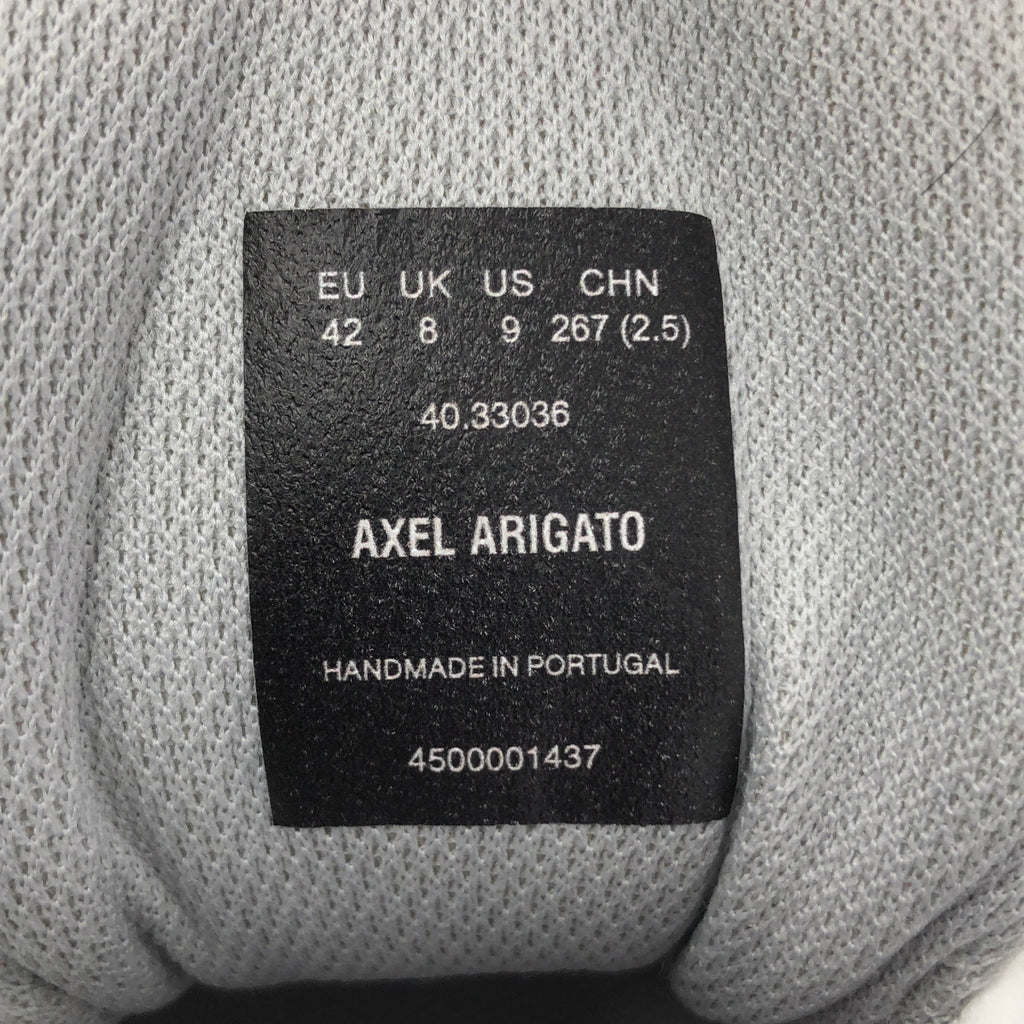 EU UK US CHN
42 8 9 267 (2.5)
40.33036
AXEL ARIGATO
HANDMADE IN PORTUGAL
4500001437